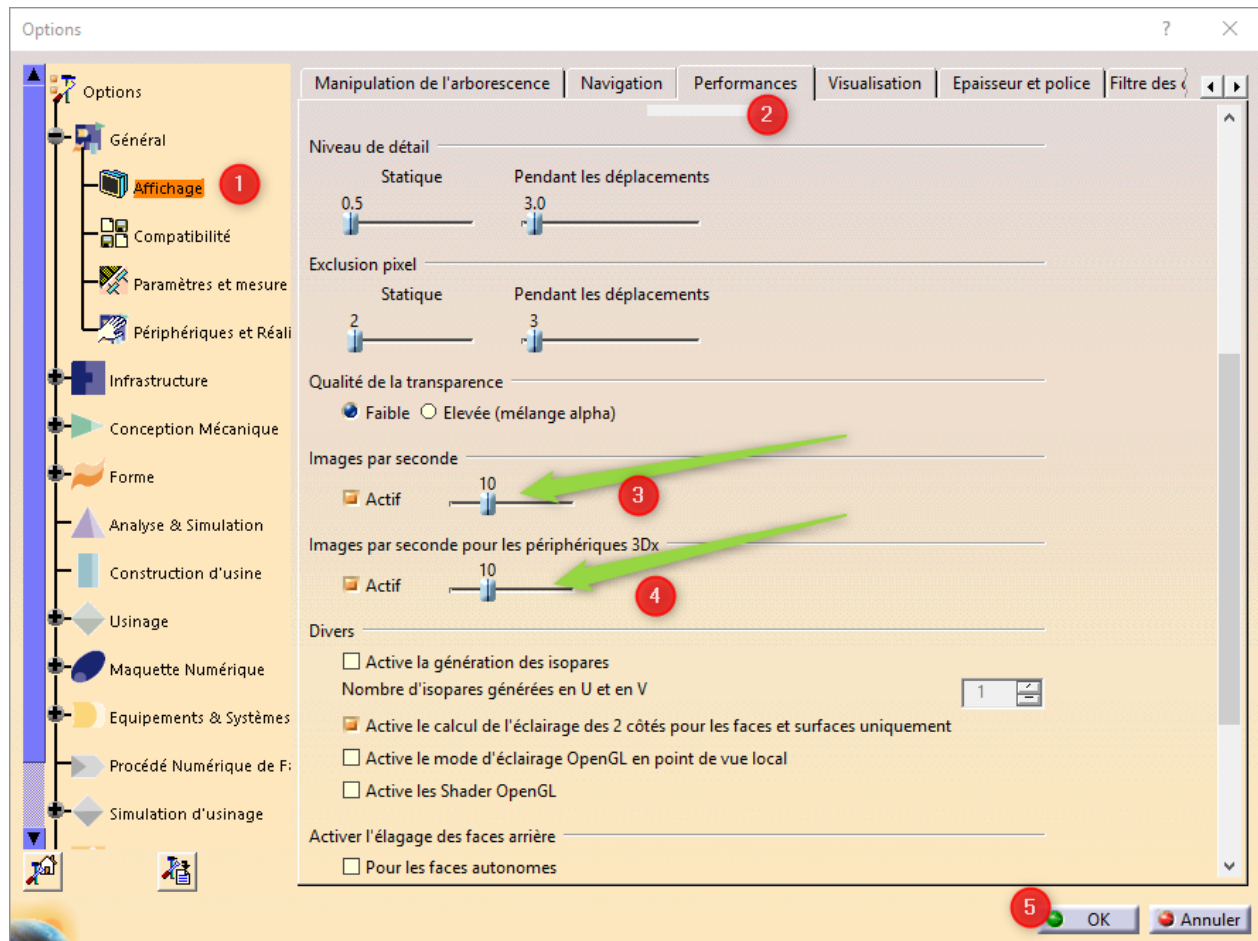 Options
?
Options
Général
Affichage
1
Compatibilité
Paramètres et mesure
Périphériques et Réali
Infrastructure
Conception Mécanique
Forme
Analyse & Simulation
Construction d'usine
Usinage
Maquette Numérique
Equipements & Systèmes
Procédé Numérique de Fa
Simulation d'usinage
Manipulation de l'arborescence
Navigation
Performances
Visualisation
Epaisseur et police
Filtre des
2
Niveau de détail
Statique Pendant les déplacements
0.5 3.0
Exclusion pixel
Statique Pendant les déplacements
2 3
Qualité de la transparence
Faible Elevée (mélange alpha)
Images par seconde
Actif 10
3
Images par seconde pour les périphériques 3Dx
Actif 10
4
Divers
Active la génération des isopares
Nombre d'isopares générées en U et en V 1
Active le calcul de l'éclairage des 2 côtés pour les faces et surfaces uniquement
Active le mode d'éclairage OpenGL en point de vue local
Active les Shader OpenGL
Activer l'élagage des faces arrière
Pour les faces autonomes
5
OK
Annuler